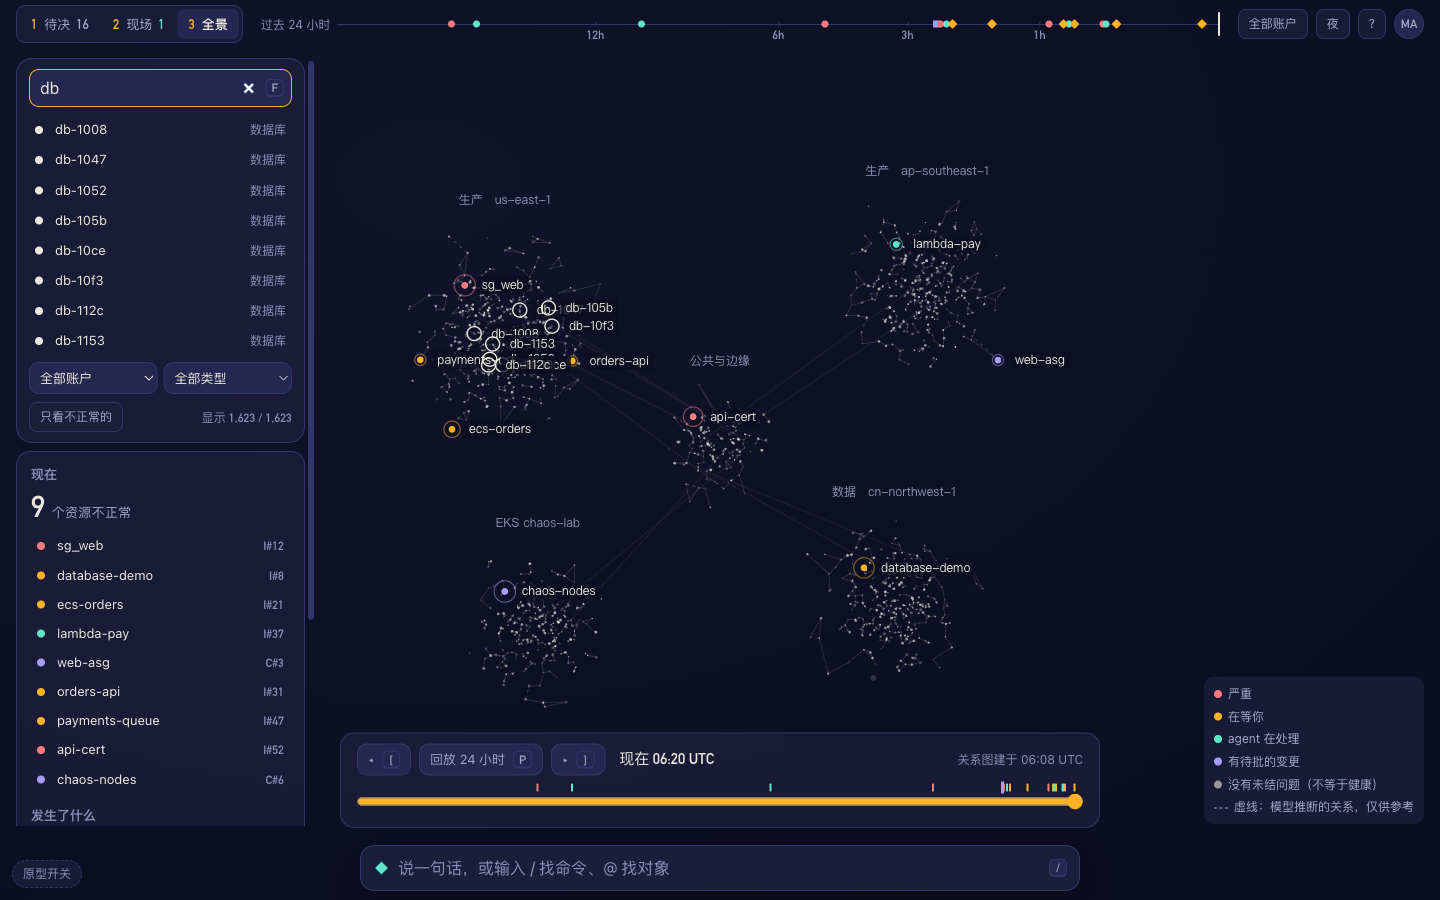 1 待决 16 2 现场 1 3 全景
过去 24 小时
12h 6h 3h 1h
全部账户 夜 ? MA
db F
db-1008 数据库
db-1047 数据库
db-1052 数据库
db-105b 数据库
db-10ce 数据库
db-10f3 数据库
db-112c 数据库
db-1153 数据库
全部账户 全部类型
只看不正常的 显示 1,623 / 1,623
现在
9 个资源不正常
sg_web I#12
database-demo I#8
ecs-orders I#21
lambda-pay I#37
web-asg C#3
orders-api I#31
payments-queue I#47
api-cert I#52
chaos-nodes C#6
发生了什么
原型开关
生产 us-east-1
sg_web
db-105b
db-10f3
db-1008
db-1153
db-112c
orders-api
ecs-orders
生产 ap-southeast-1
lambda-pay
web-asg
公共与边缘
api-cert
数据 cn-northwest-1
database-demo
EKS chaos-lab
chaos-nodes
[ 回放 24 小时 P ] 现在 06:20 UTC 关系图建于 06:08 UTC
说一句话，或输入 / 找命令、@ 找对象 /
严重
在等你
agent 在处理
有待批的变更
没有未结问题（不等于健康）
虚线：模型推断的关系，仅供参考